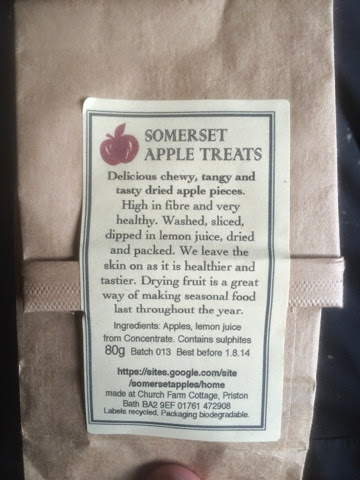 SOMERSET
APPLE TREATS
Delicious chewy, tangy and
tasty dried apple pieces.
High in fibre and very
healthy. Washed, sliced,
dipped in lemon juice, dried
and packed. We leave the
skin on as it is healthier and
tastier. Drying fruit is a great
way of making seasonal food
last throughout the year.
Ingredients: Apples, lemon juice
from Concentrate. Contains sulphites
80g Batch 013 Best before 1.8.14
https://sites.google.com/site
/somersetapples/home
made at Church Farm Cottage, Priston
Bath BA2 9EF 01761 472908
Labels recycled, Packaging biodegradable.